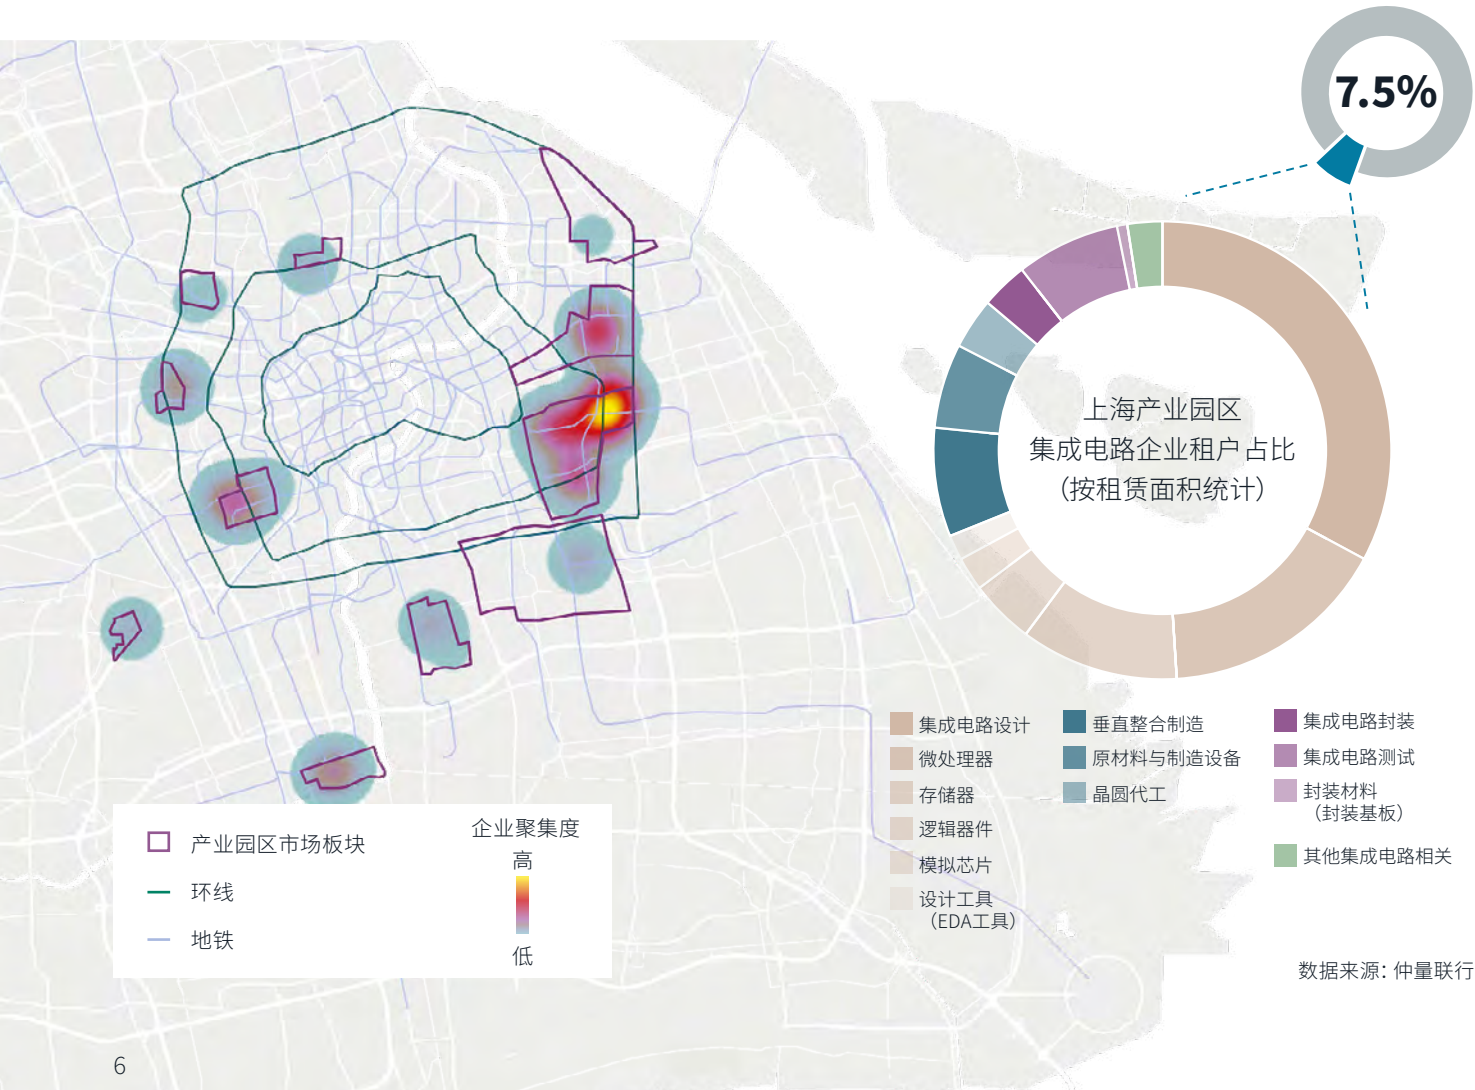 7.5%
上海产业园区
集成电路企业租户占比
（按租赁面积统计）
集成电路设计
微处理器
存储器
逻辑器件
模拟芯片
设计工具
（EDA工具）
垂直整合制造
原材料与制造设备
晶圆代工
集成电路封装
集成电路测试
封装材料
（封装基板）
其他集成电路相关
产业园区市场板块
环线
地铁
企业聚集度
高
低
数据来源：仲量联行
6